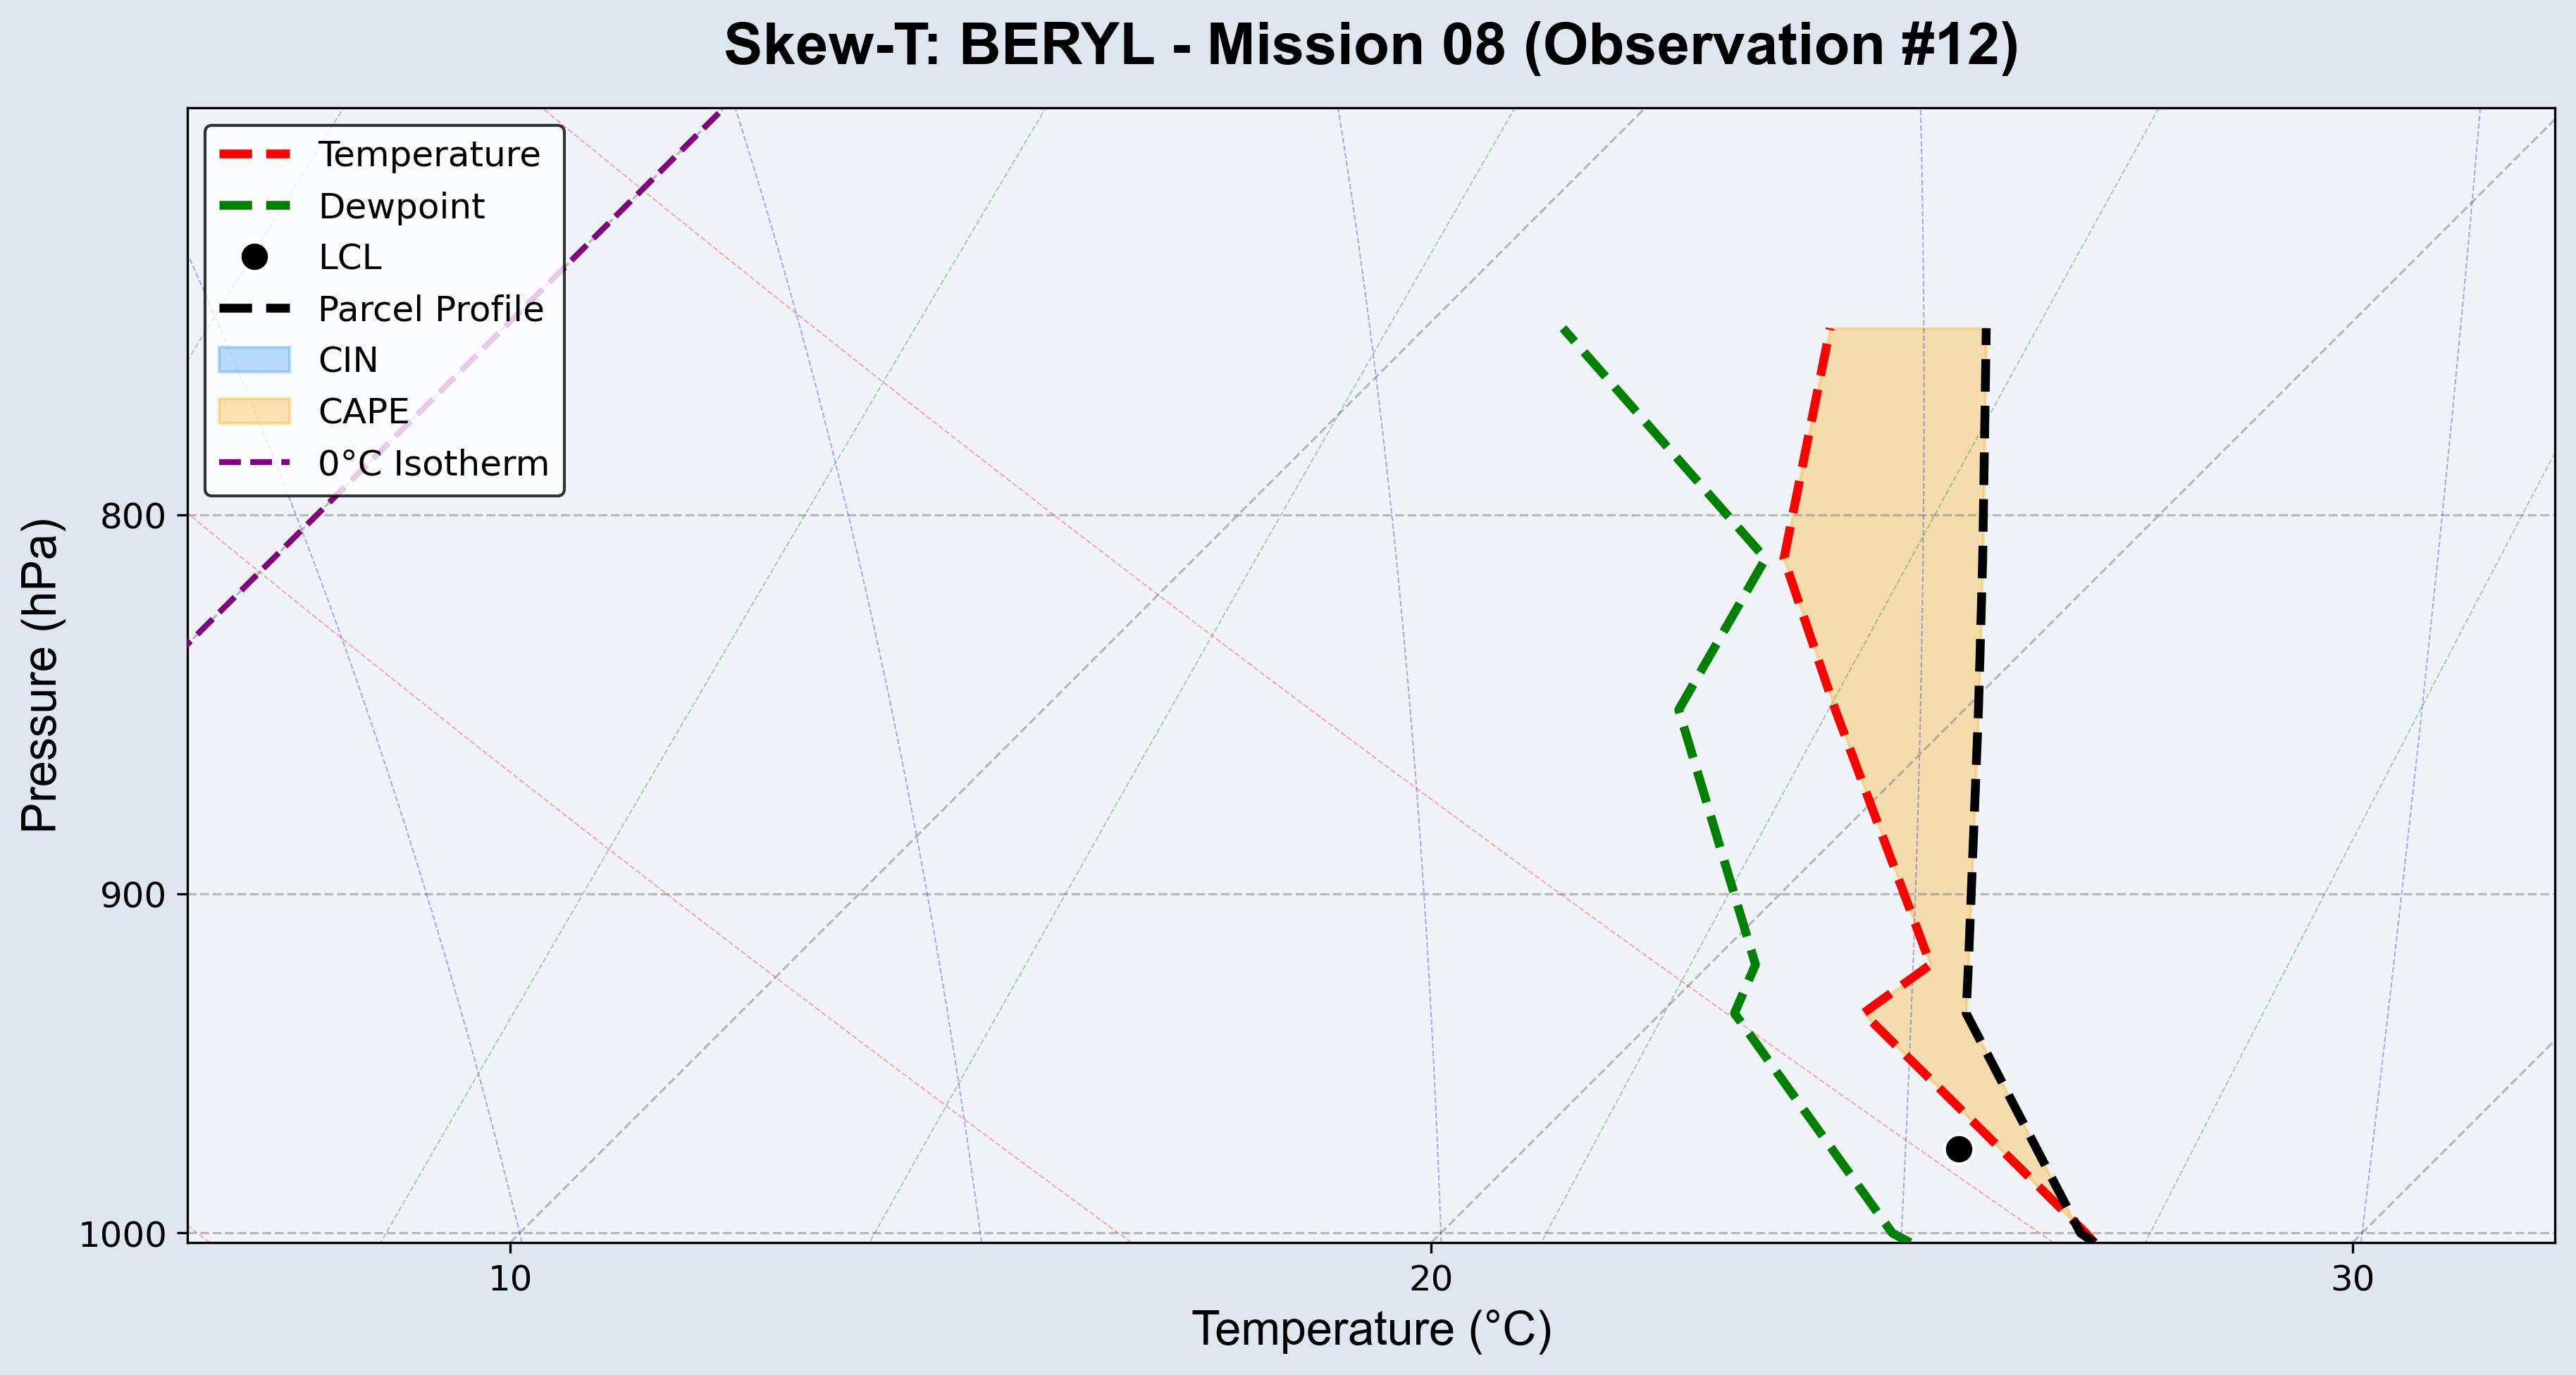 Skew-T: BERYL - Mission 08 (Observation #12)
Temperature
Dewpoint
LCL
Parcel Profile
CIN
CAPE
0°C Isotherm
Pressure (hPa)
800
900
1000
10
20
30
Temperature (°C)